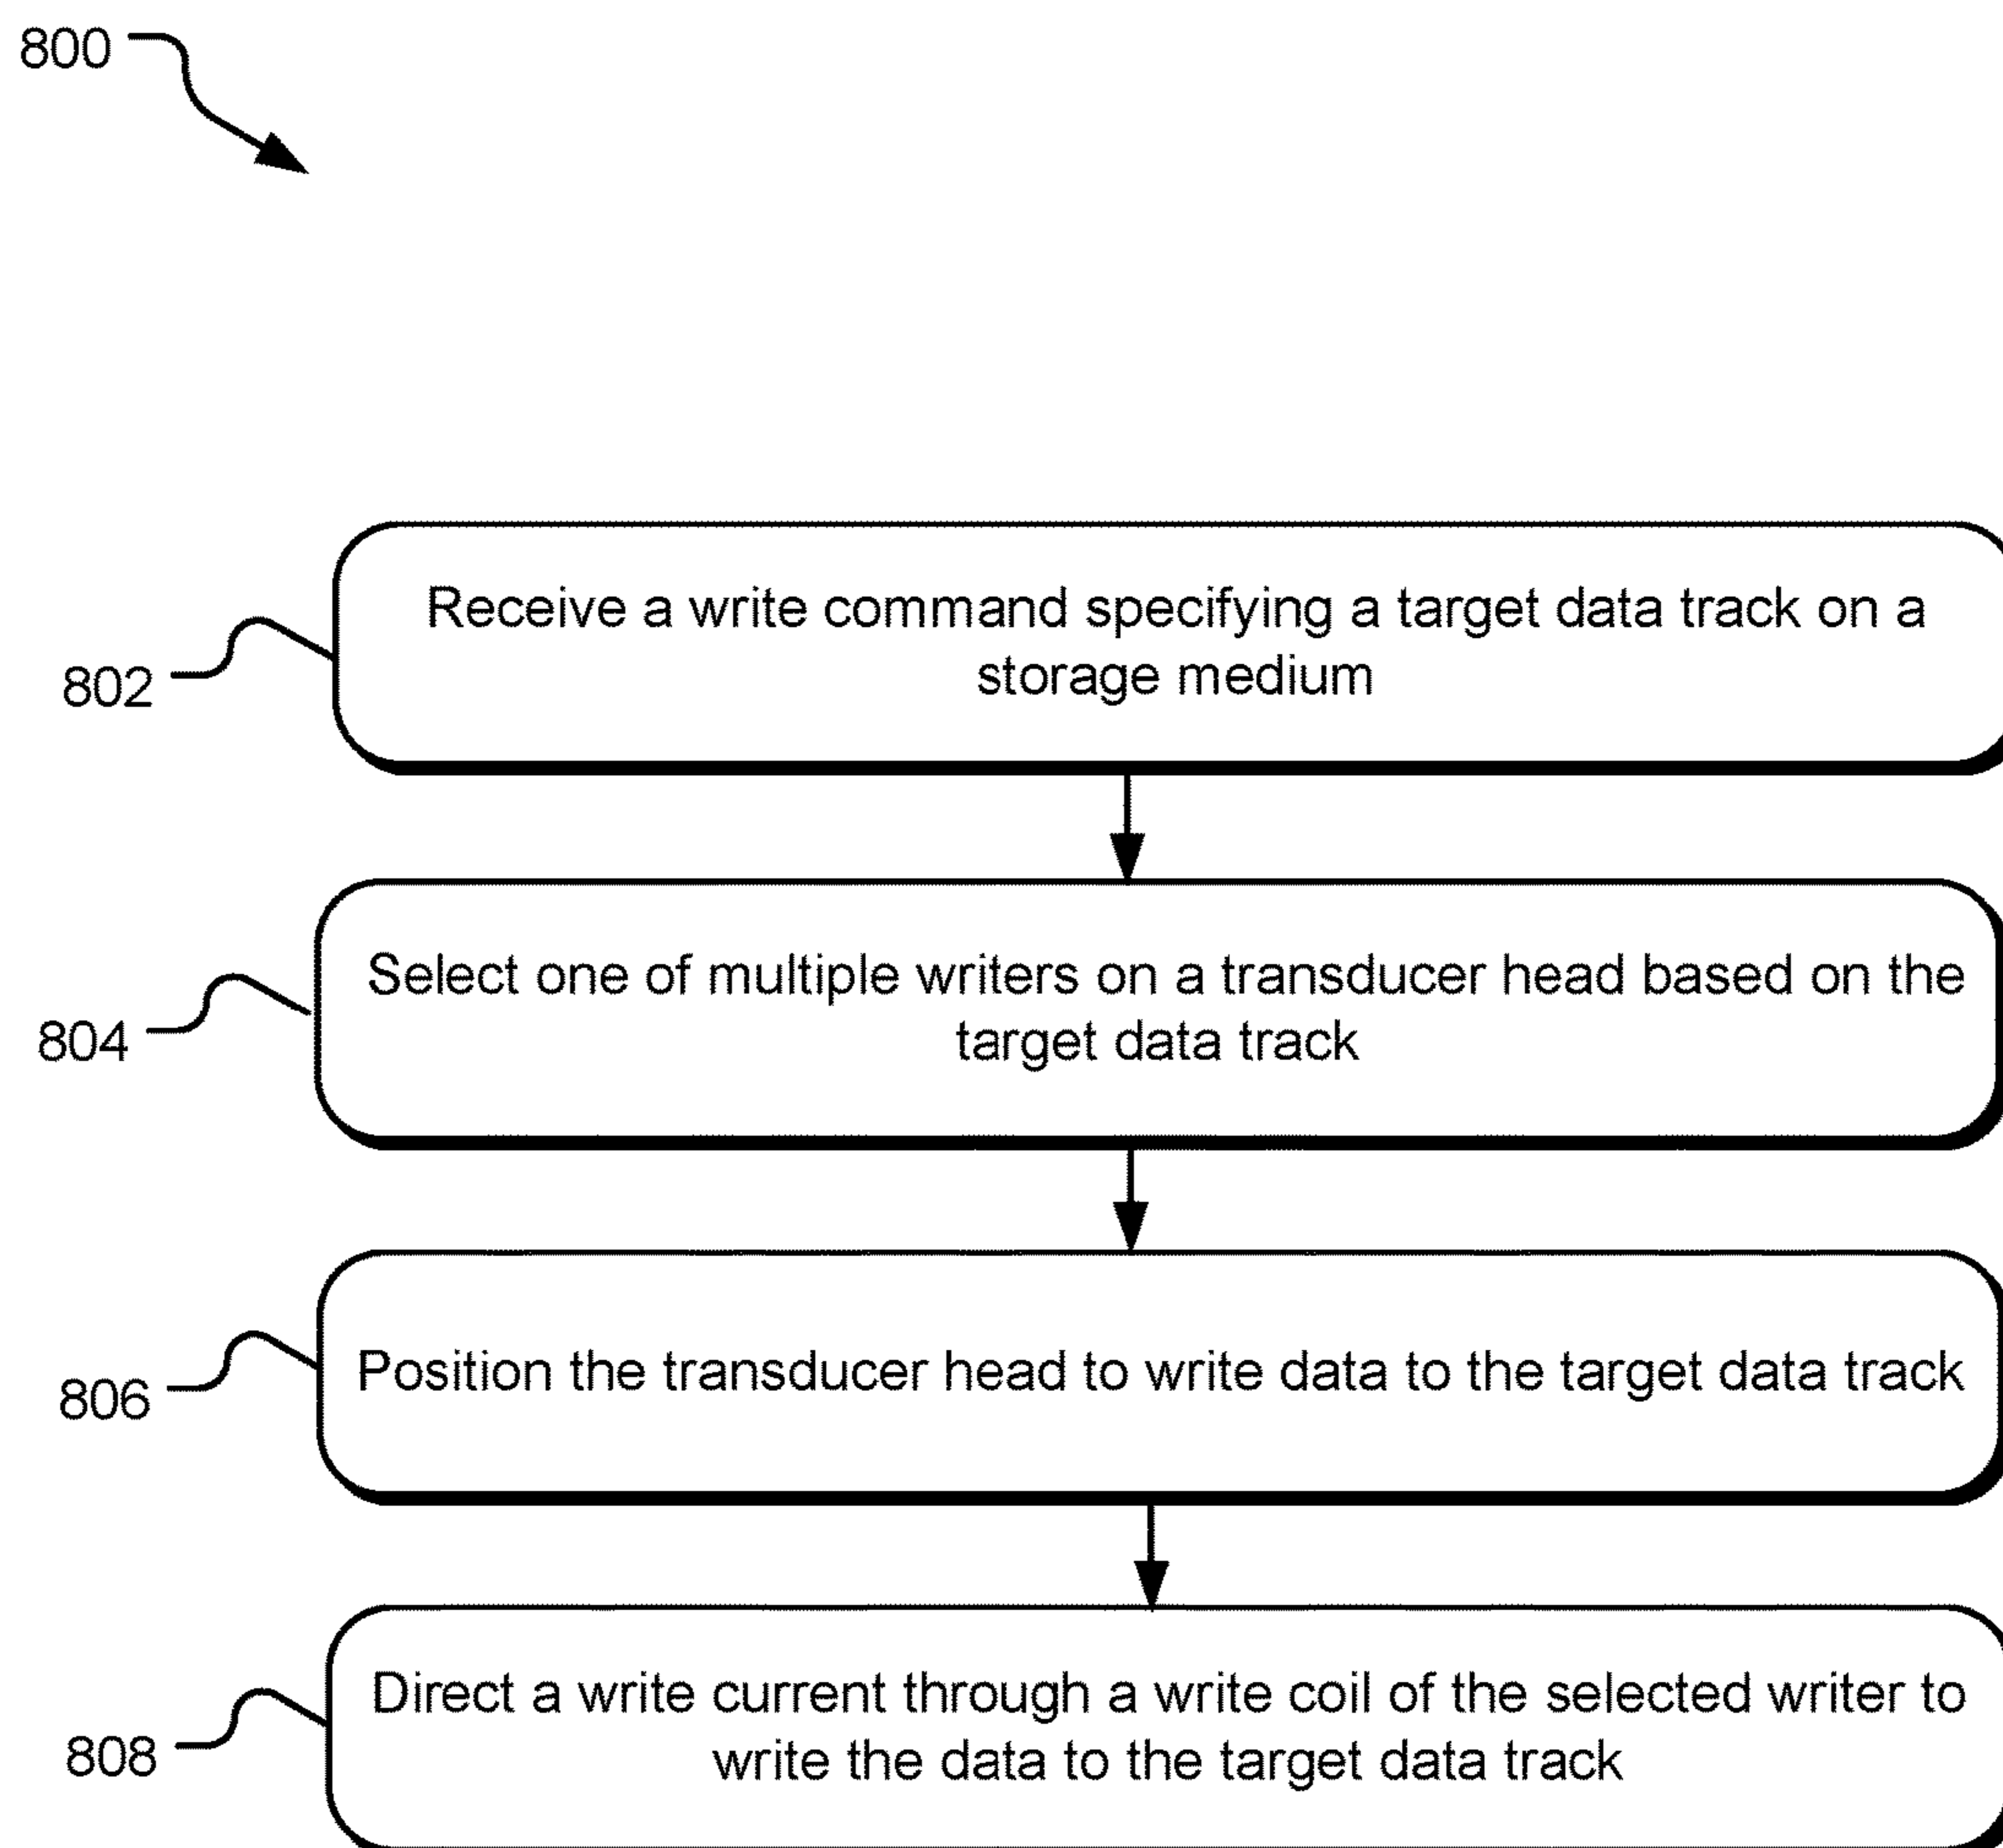 800
Receive a write command specifying a target data track on a
storage medium
802
Select one of multiple writers on a transducer head based on the
target data track
804
Position the transducer head to write data to the target data track
806
Direct a write current through a write coil of the selected writer to
write the data to the target data track
808